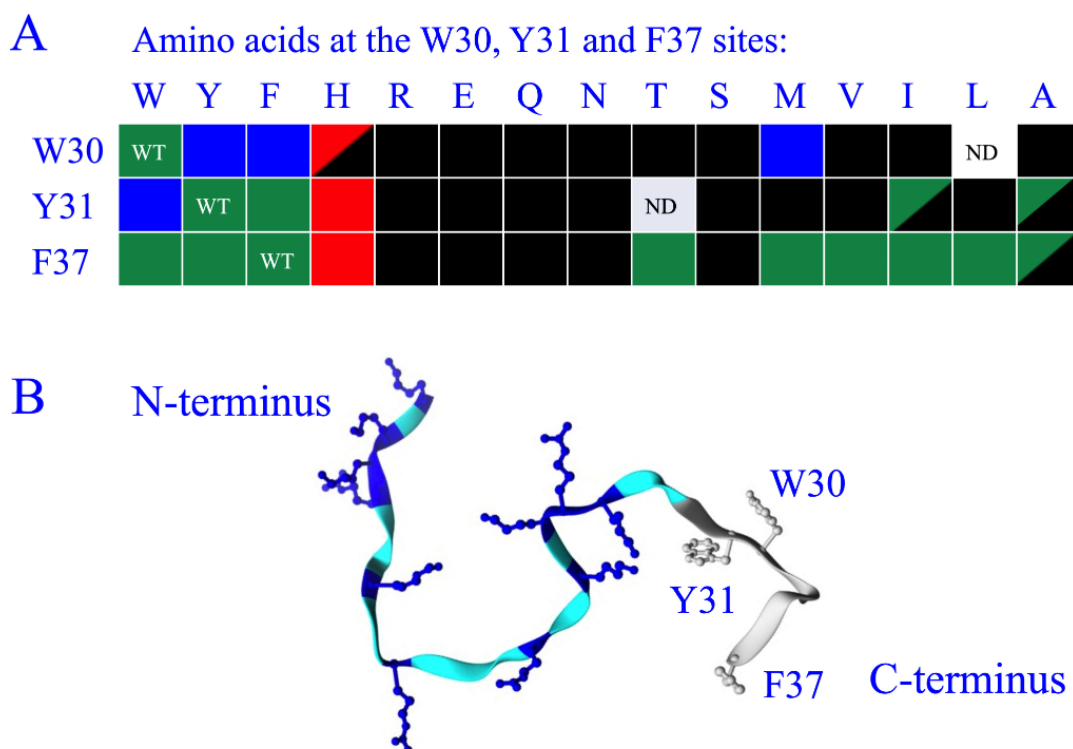 A Amino acids at the W30, Y31 and F37 sites:
W Y F H R E Q N T S M V I L A
W30 WT ND
Y31 WT ND
F37 WT
B N-terminus
W30
Y31
F37 C-terminus